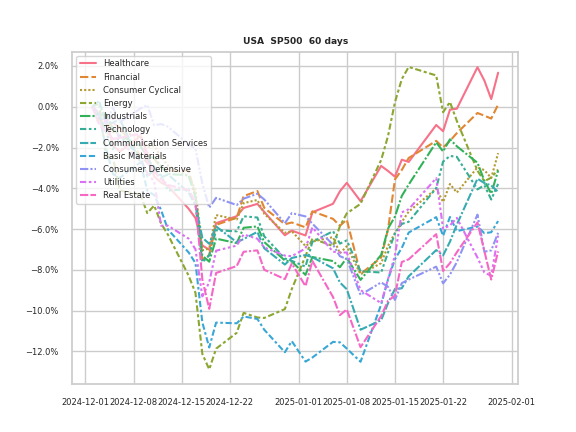 USA  SP500  60 days
2.0%
0.0%
−2.0%
−4.0%
−6.0%
−8.0%
−10.0%
−12.0%
Healthcare
Financial
Consumer Cyclical
Energy
Industrials
Technology
Communication Services
Basic Materials
Consumer Defensive
Utilities
Real Estate
2024-12-01 2024-12-08 2024-12-15 2024-12-22 2025-01-01 2025-01-08 2025-01-15 2025-01-22 2025-02-01